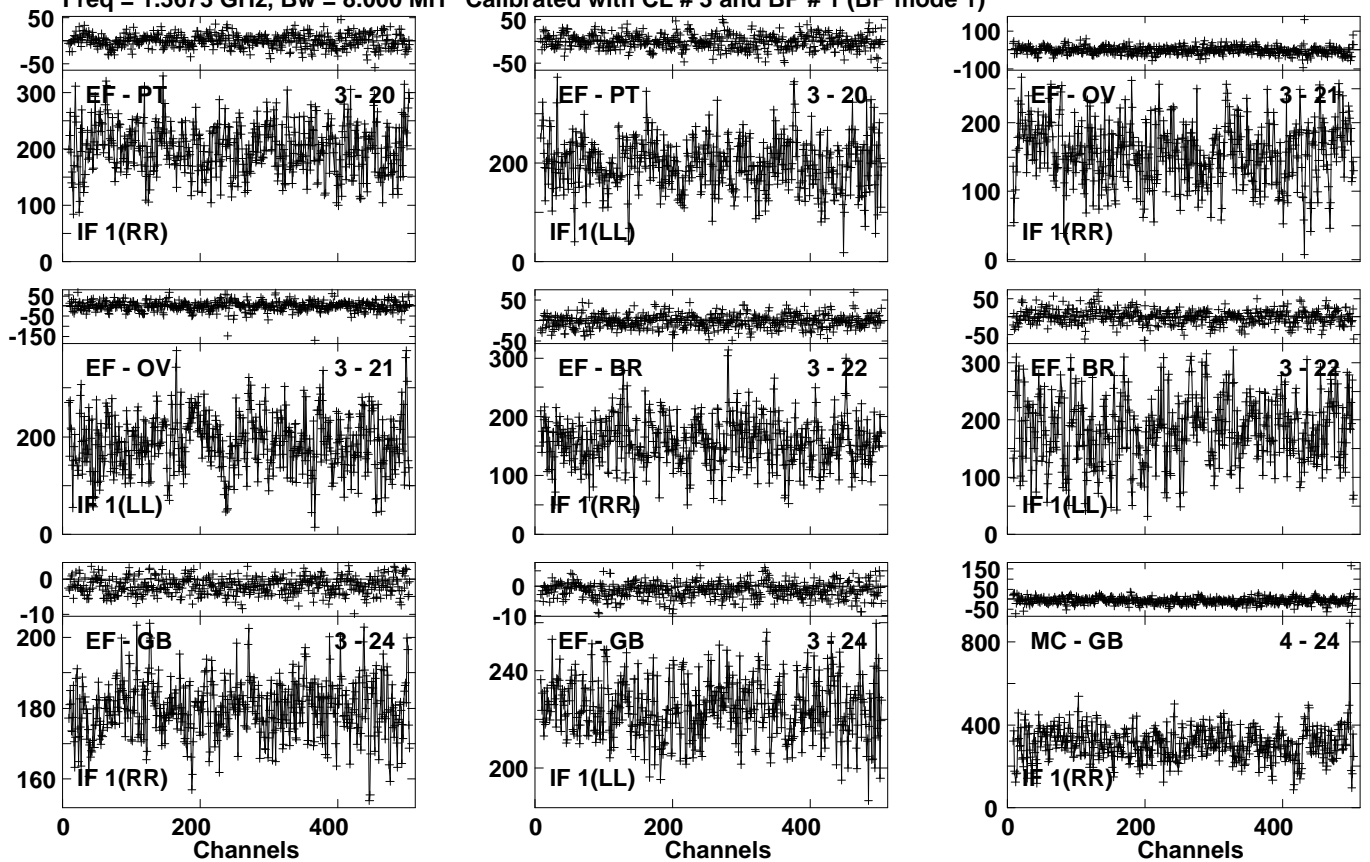 Freq = 1.5673 GHz, Bw = 8.000 MH Calibrated with CL # 3 and BP # 1 (BP mode 1)
50 -50 50 -50 100 -100
EF - PT 3 - 20 EF - PT 3 - 20 EF - OV 3 - 21
300 200 100 0 200 0 200 100 0
IF 1(RR) IF 1(LL) IF 1(RR)
50 -50 -150 50 -50 50 -50
EF - OV 3 - 21 EF - BR 3 - 22 EF - BR 3 - 22
200 0 300 200 100 0 300 200 100 0
IF 1(LL) IF 1(RR) IF 1(LL)
0 -10 0 -10 150 50 -50
EF - GB 3 - 24 EF - GB 3 - 24 MC - GB 4 - 24
200 180 160 240 200 800 400 0
IF 1(RR) IF 1(LL) IF 1(RR)
0 200 400 0 200 400 0 200 400
Channels Channels Channels